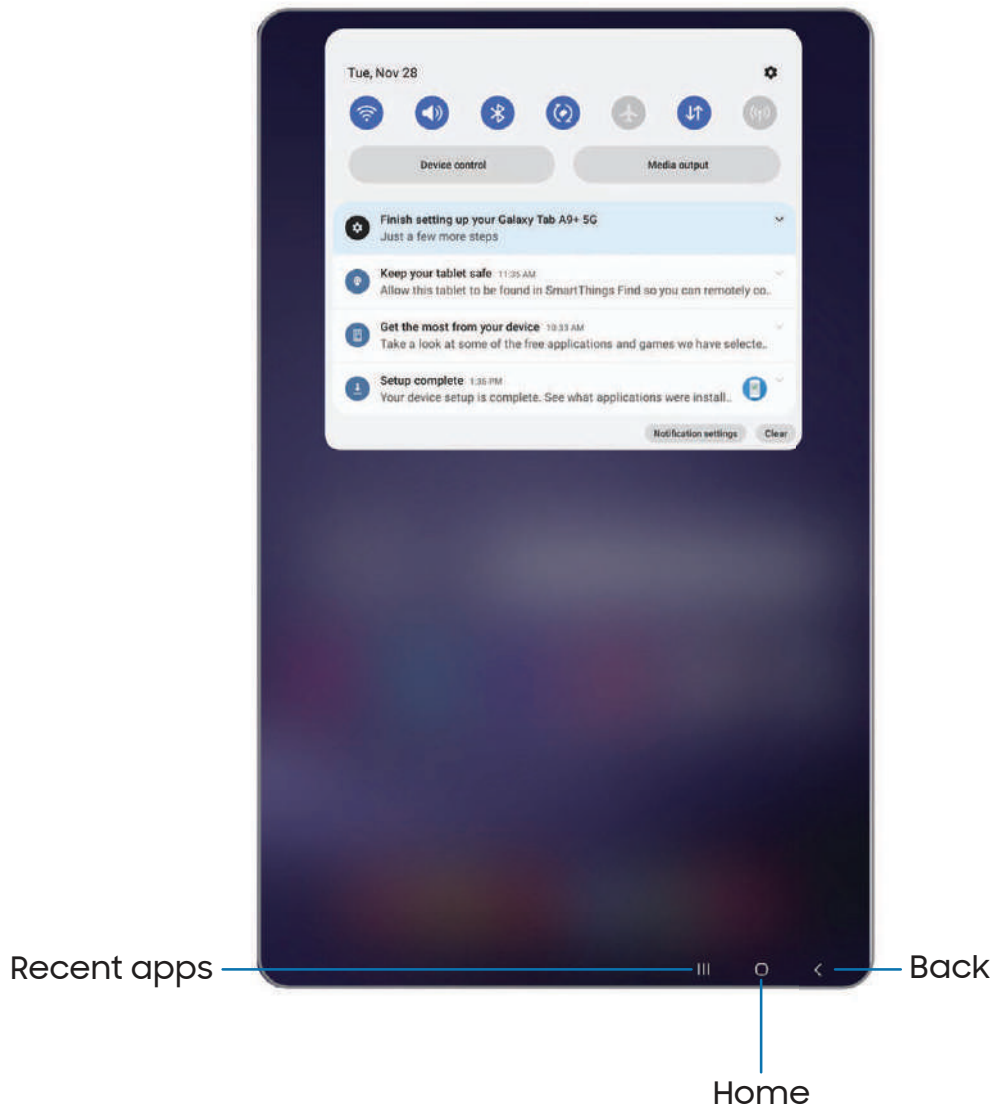 Tue, Nov 28
Device control
Media output
Finish setting up your Galaxy Tab A9+ 5G
Just a few more steps
Keep your tablet safe 11:35 AM
Allow this tablet to be found in SmartThings Find so you can remotely co..
Get the most from your device 10:33 AM
Take a look at some of the free applications and games we have selecte..
Setup complete 1:35 PM
Your device setup is complete. See what applications were install..
Notification settings
Clear
Recent apps
Back
Home